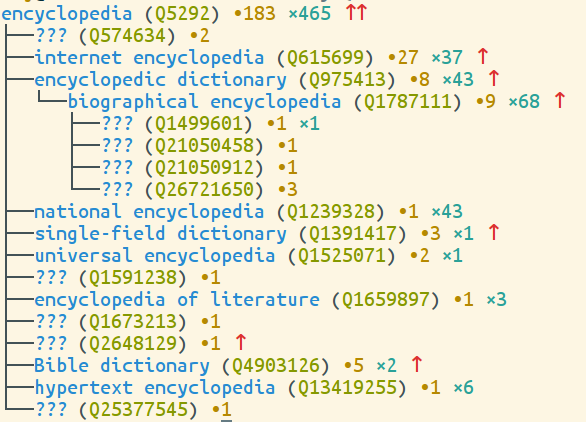 encyclopedia (Q5292) •183 ×465 ↑↑
├──??? (Q574634) •2
├──internet encyclopedia (Q615699) •27 ×37 ↑
├──encyclopedic dictionary (Q975413) •8 ×43 ↑
│ └──biographical encyclopedia (Q1787111) •9 ×68 ↑
│ ├──??? (Q1499601) •1 ×1
│ ├──??? (Q21050458) •1
│ ├──??? (Q21050912) •1
│ └──??? (Q26721650) •3
├──national encyclopedia (Q1239328) •1 ×43
├──single-field dictionary (Q1391417) •3 ×1 ↑
├──universal encyclopedia (Q1525071) •2 ×1
├──??? (Q1591238) •1
├──encyclopedia of literature (Q1659897) •1 ×3
├──??? (Q1673213) •1
├──??? (Q2648129) •1 ↑
├──Bible dictionary (Q4903126) •5 ×2 ↑
├──hypertext encyclopedia (Q13419255) •1 ×6
└──??? (Q25377545) •1